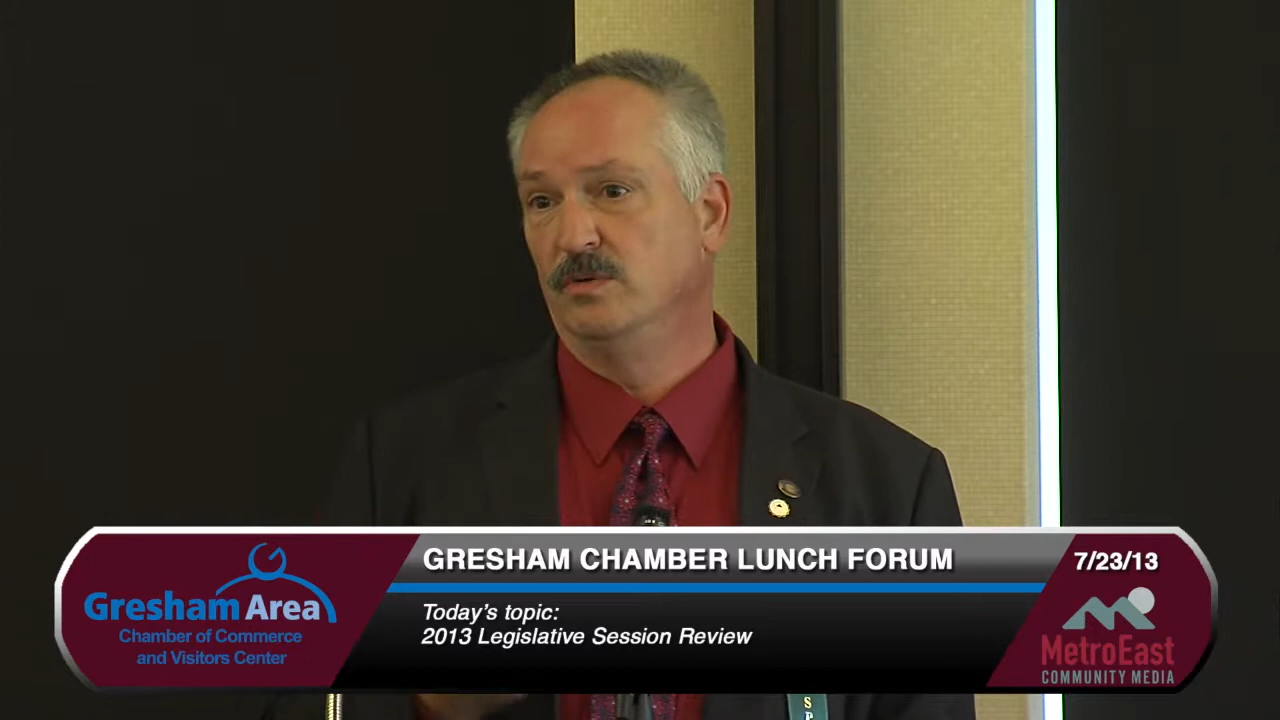 GRESHAM CHAMBER LUNCH FORUM
7/23/13
Today's topic:
2013 Legislative Session Review
Gresham Area
Chamber of Commerce
and Visitors Center
MetroEast
COMMUNITY MEDIA
SP